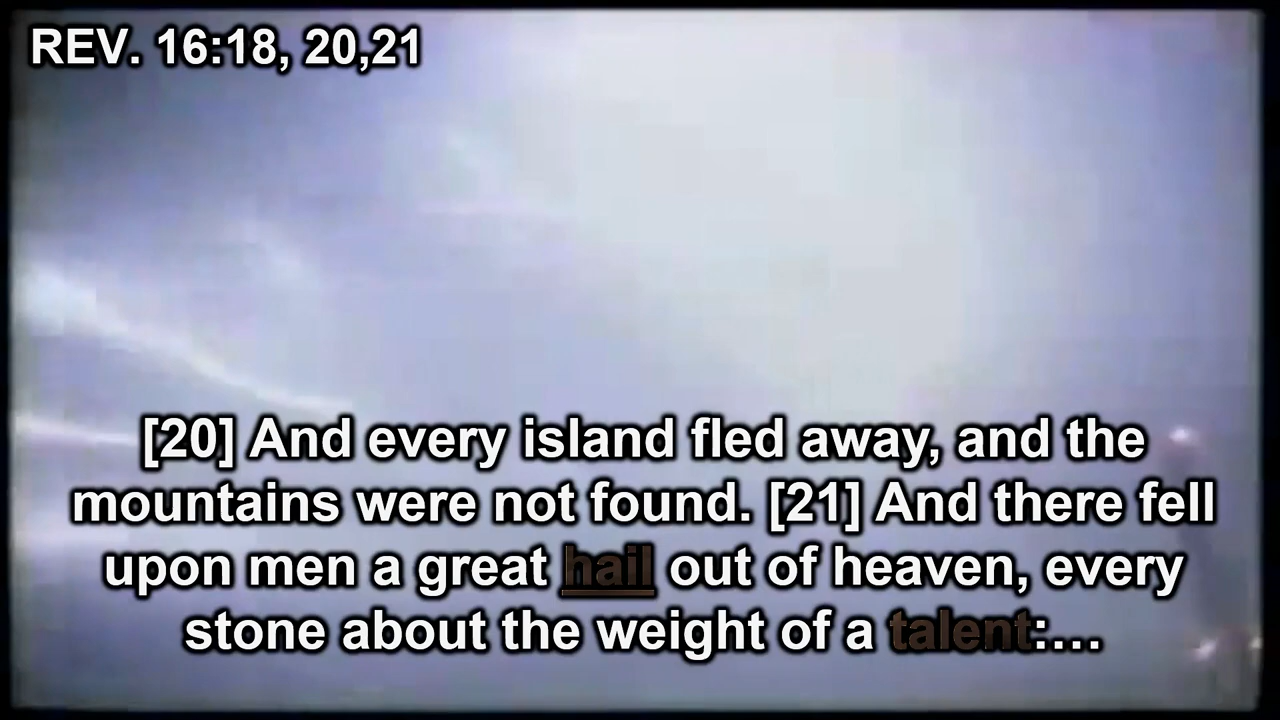 REV. 16:18, 20,21
[20] And every island fled away, and the
mountains were not found. [21] And there fell
upon men a great hail out of heaven, every
stone about the weight of a talent:...